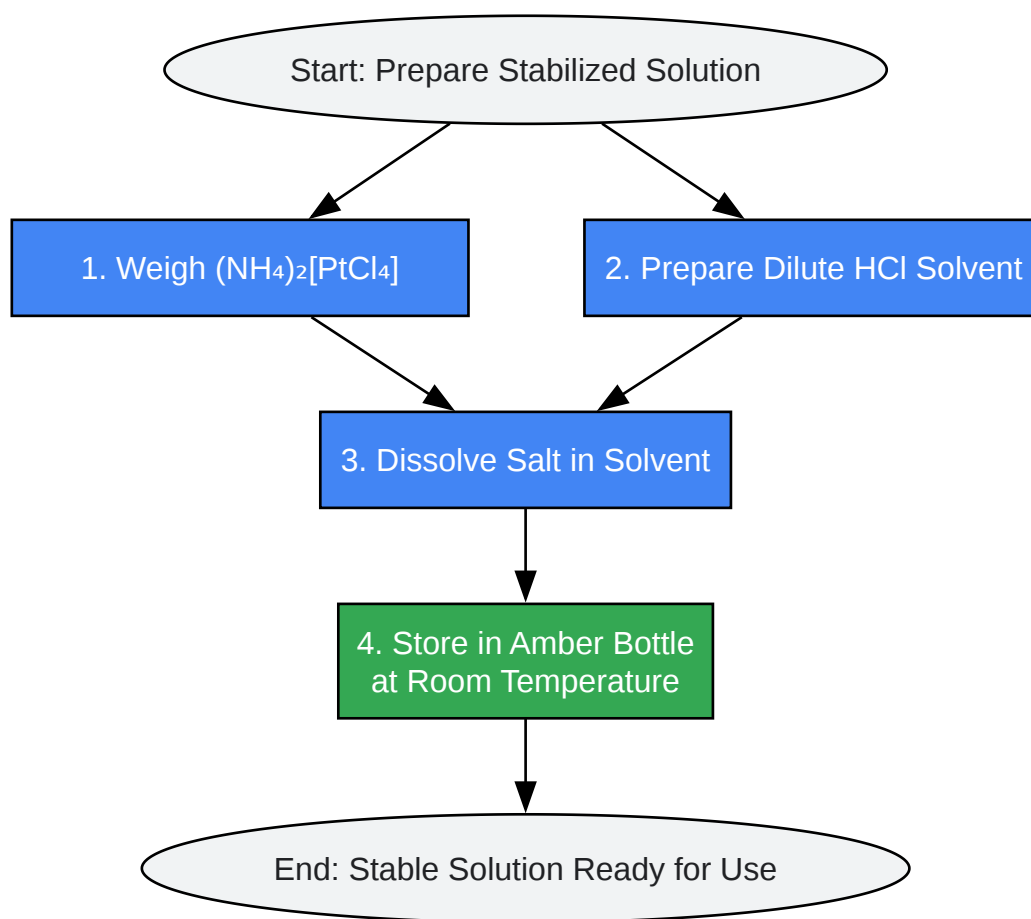 Start: Prepare Stabilized Solution
1. Weigh (NH₄)₂[PtCl₄]
2. Prepare Dilute HCl Solvent
3. Dissolve Salt in Solvent
4. Store in Amber Bottle
at Room Temperature
End: Stable Solution Ready for Use